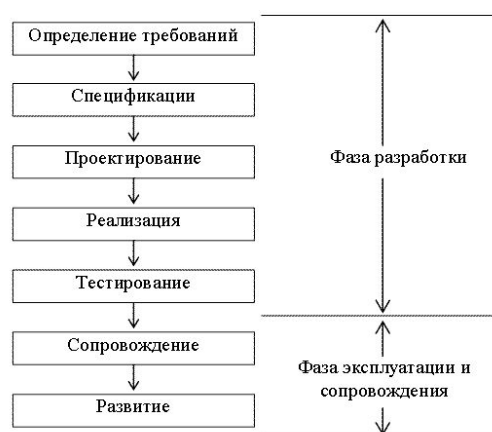 Определение требований
Спецификации
Проектирование
Фаза разработки
Реализация
Тестирование
Сопровождение
Фаза эксплуатации и
сопровождения
Развитие